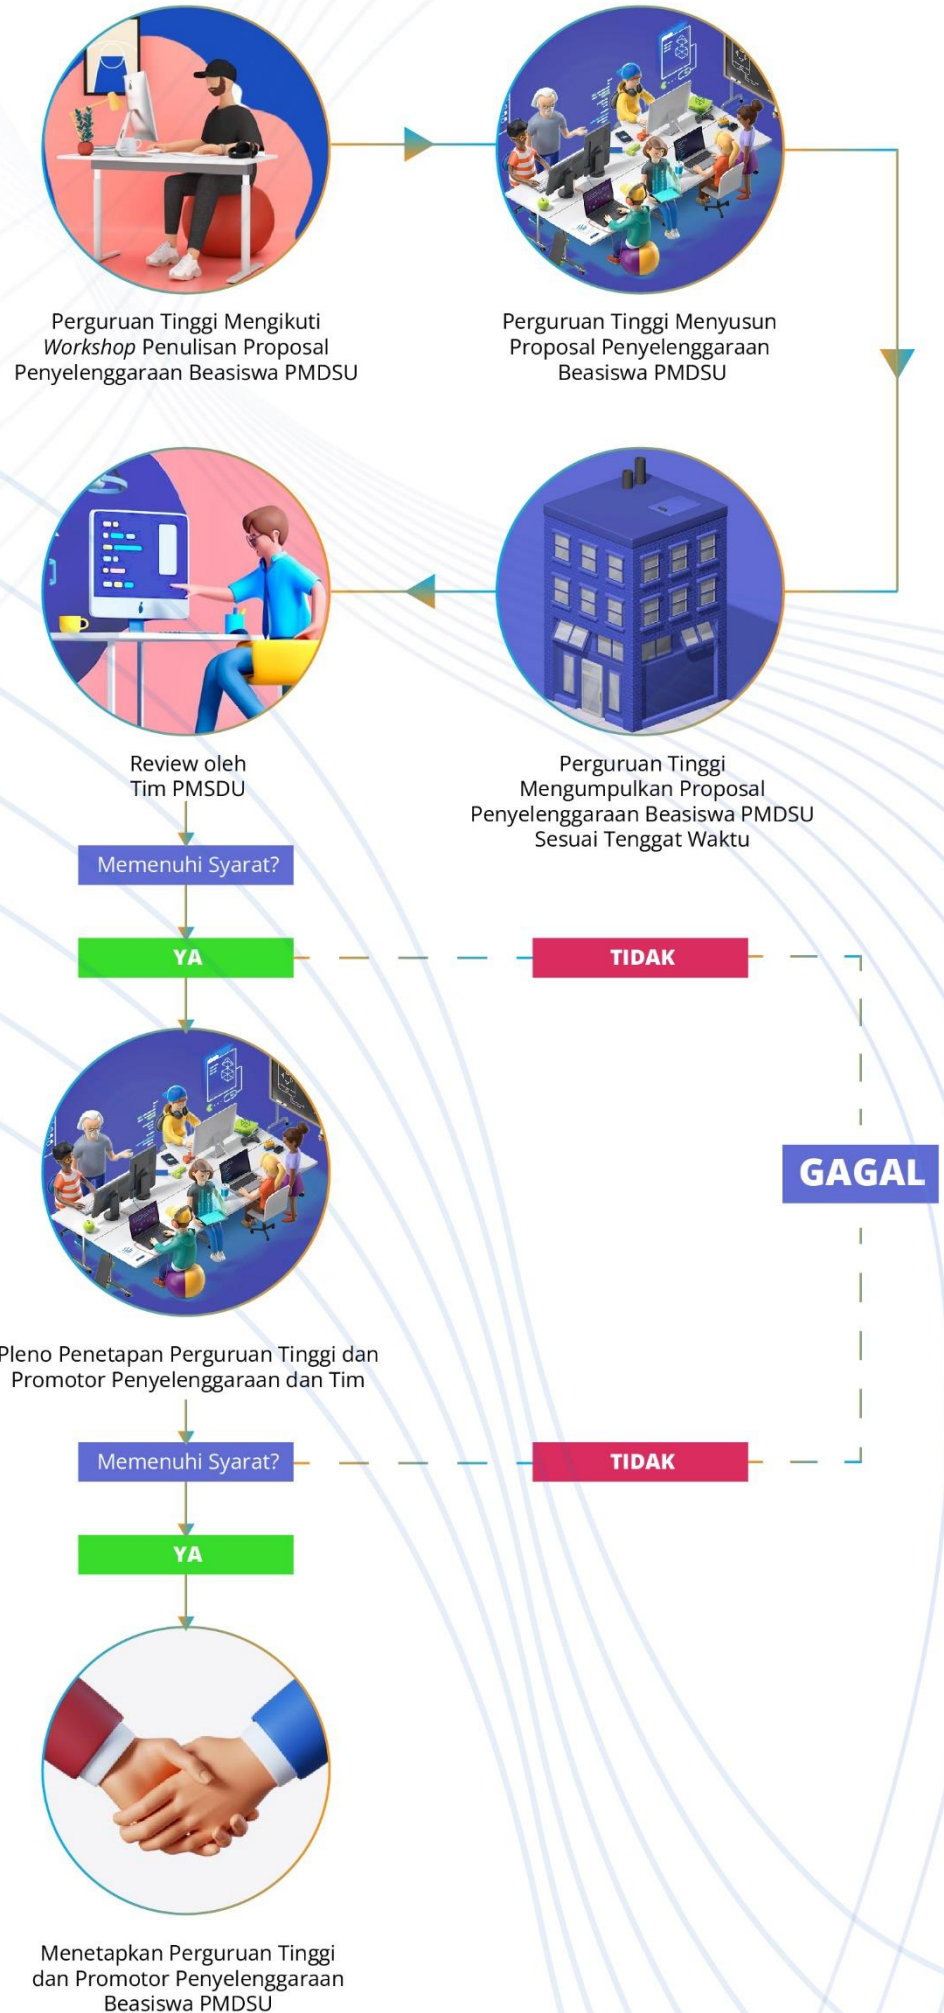 Perguruan Tinggi Mengikuti
Workshop Penulisan Proposal
Penyelenggaraan Beasiswa PMDSU
Perguruan Tinggi Menyusun
Proposal Penyelenggaraan
Beasiswa PMDSU
Review oleh
Tim PMSDU
Perguruan Tinggi
Mengumpulkan Proposal
Penyelenggaraan Beasiswa PMDSU
Sesuai Tenggat Waktu
Memenuhi Syarat?
YA
TIDAK
GAGAL
Pleno Penetapan Perguruan Tinggi dan
Promotor Penyelenggaraan dan Tim
Memenuhi Syarat?
TIDAK
YA
Menetapkan Perguruan Tinggi
dan Promotor Penyelenggaraan
Beasiswa PMDSU